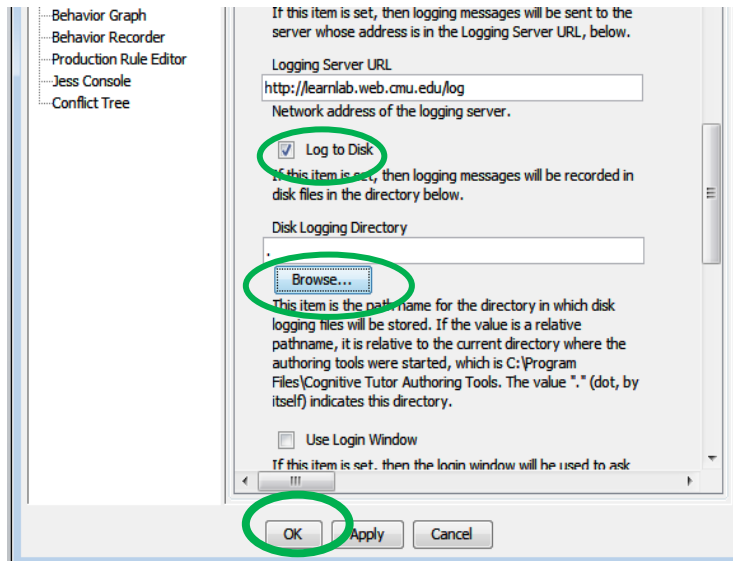 Behavior Graph
Behavior Recorder
Production Rule Editor
Jess Console
Conflict Tree
If this item is set, then logging messages will be sent to the
server whose address is in the Logging Server URL, below.
Logging Server URL
http://learnlab.web.cmu.edu/log
Network address of the logging server.
Log to Disk
If this item is set, then logging messages will be recorded in
disk files in the directory below.
Disk Logging Directory
.
Browse...
This item is the path name for the directory in which disk
logging files will be stored. If the value is a relative
pathname, it is relative to the current directory where the
authoring tools were started, which is C:\Program
Files\Cognitive Tutor Authoring Tools. The value "." (dot, by
itself) indicates this directory.
Use Login Window
If this item is set, then the login window will be used to ask
OK Apply Cancel